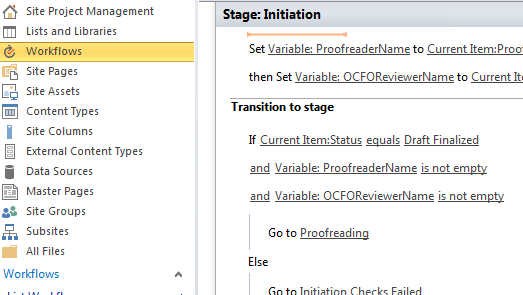 Site Project Management
Lists and Libraries
Workflows
Site Pages
Site Assets
Content Types
Site Columns
External Content Types
Data Sources
Master Pages
Site Groups
Subsites
All Files
Workflows
Stage: Initiation
Set Variable: ProofreaderName to Current Item:Proo
then Set Variable: OCFOReviewerName to Current Ite
Transition to stage
If Current Item:Status equals Draft Finalized
and Variable: ProofreaderName is not empty
and Variable: OCFOReviewerName is not empty
Go to Proofreading
Else
Go to Initiation Checks Failed